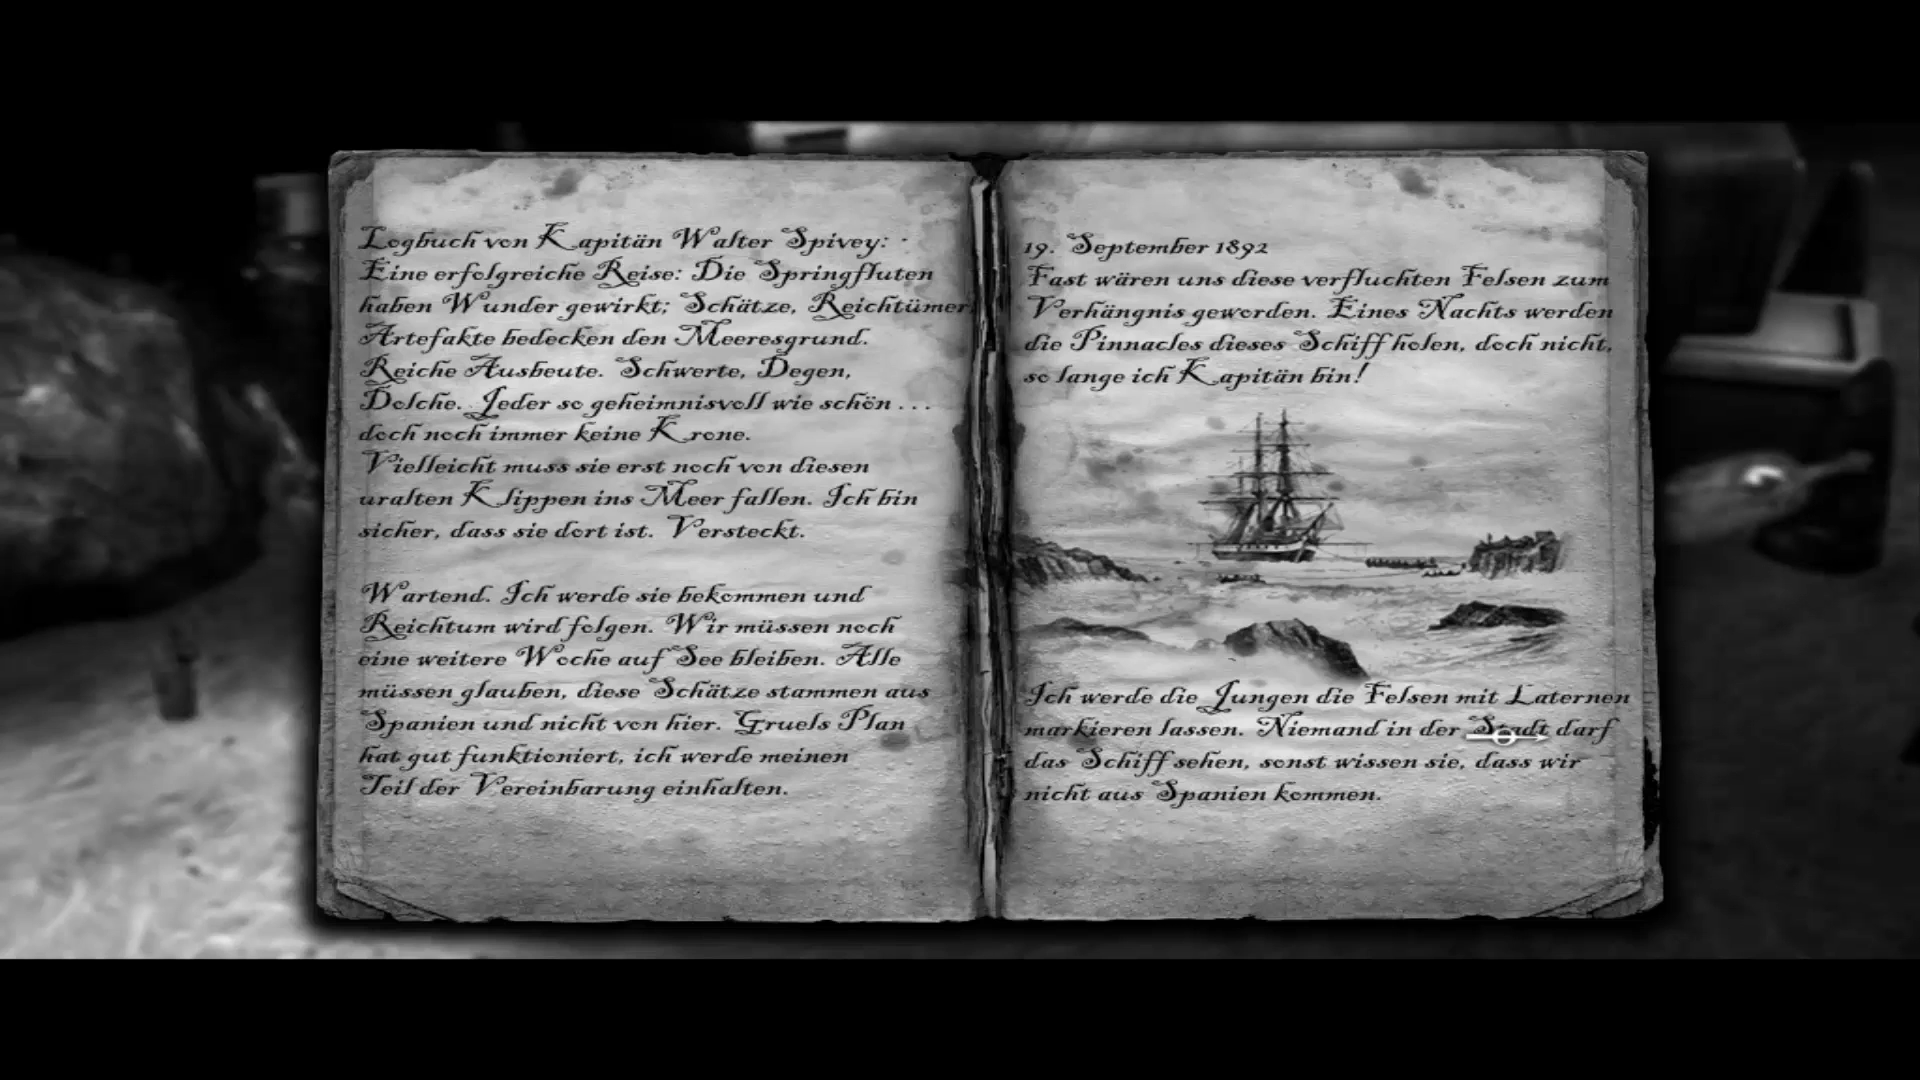 Logbuch von Kapitän Walter Spivey:
Eine erfolgreiche Reise: Die Springfluten
haben Wunder gewirkt; Schätze, Reichtümer,
Artefakte bedecken den Meeresgrund.
Reiche Ausbeute. Schwerte, Degen,
Dolche. Jeder so geheimnisvoll wie schön ...
doch noch immer keine Krone.
Vielleicht muss sie erst noch von diesen
uralten Klippen ins Meer fallen. Ich bin
sicher, dass sie dort ist. Versteckt.
Wartend. Ich werde sie bekommen und
Reichtum wird folgen. Wir müssen noch
eine weitere Woche auf See bleiben. Alle
müssen glauben, diese Schätze stammen aus
Spanien und nicht von hier. Gruels Plan
hat gut funktioniert, ich werde meinen
Teil der Vereinbarung einhalten.
19. September 1892
Fast wären uns diese verfluchten Felsen zum
Verhängnis geworden. Eines Nachts werden
die Pinnacles dieses Schiff holen, doch nicht,
so lange ich Kapitän bin!
Ich werde die Jungen die Felsen mit Laternen
markieren lassen. Niemand in der Stadt darf
das Schiff sehen, sonst wissen sie, dass wir
nicht aus Spanien kommen.